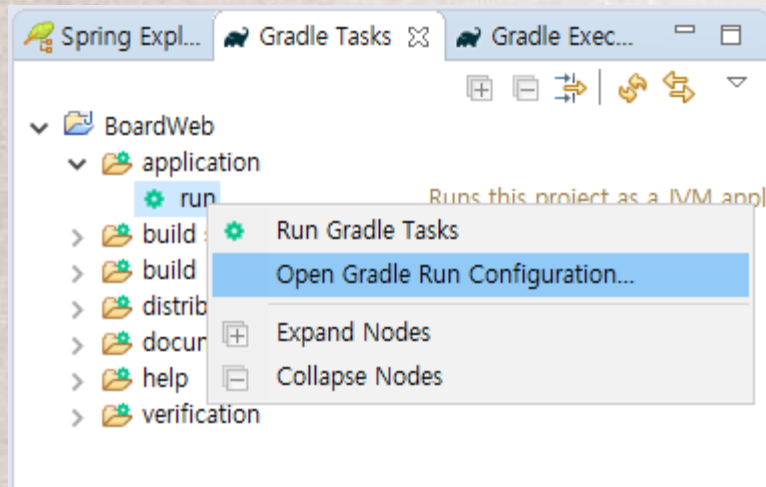 Spring Expl... Gradle Tasks Gradle Exec...
BoardWeb
application
run Runs this project as a JVM appl
build Run Gradle Tasks
build Open Gradle Run Configuration...
distrib
docum Expand Nodes
help Collapse Nodes
verification